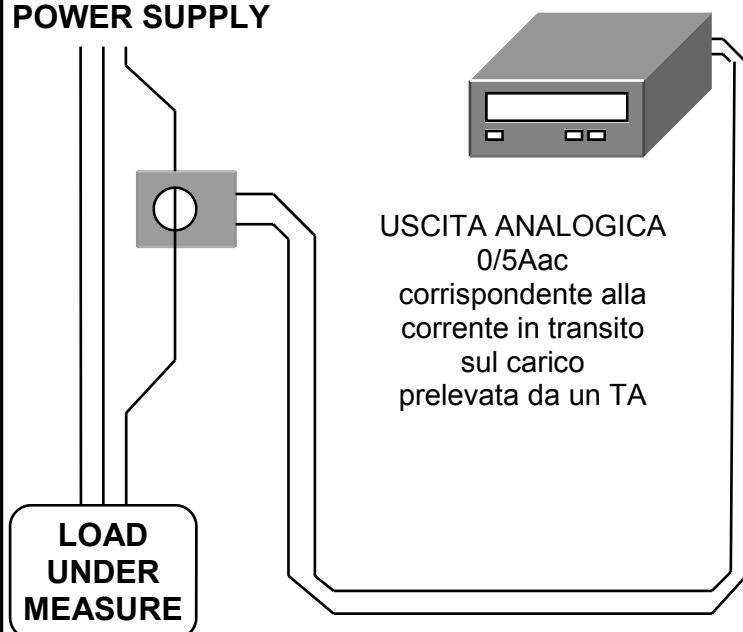 POWER SUPPLY
USCITA ANALOGICA
0/5Aac
corrispondente alla
corrente in transito
sul carico
prelevata da un TA
LOAD
UNDER
MEASURE